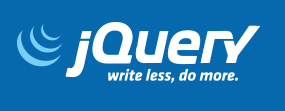 jQuery
write less, do more.